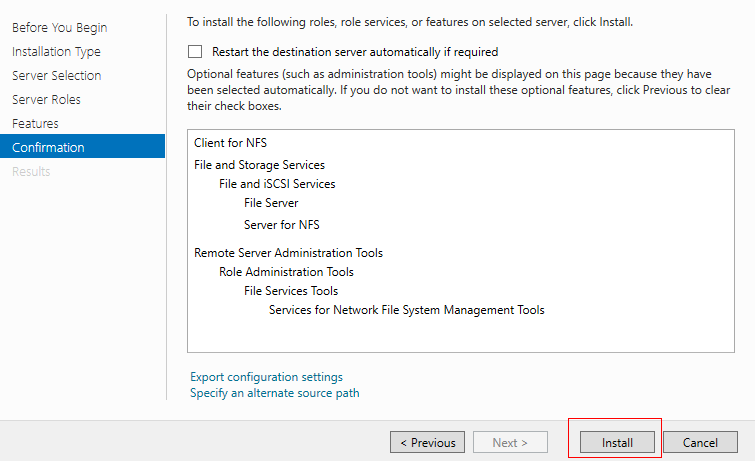 Before You Begin
Installation Type
Server Selection
Server Roles
Features
Confirmation
Results
To install the following roles, role services, or features on selected server, click Install.
Restart the destination server automatically if required
Optional features (such as administration tools) might be displayed on this page because they have
been selected automatically. If you do not want to install these optional features, click Previous to clear
their check boxes.
Client for NFS
File and Storage Services
File and iSCSI Services
File Server
Server for NFS
Remote Server Administration Tools
Role Administration Tools
File Services Tools
Services for Network File System Management Tools
Export configuration settings
Specify an alternate source path
< Previous
Next >
Install
Cancel